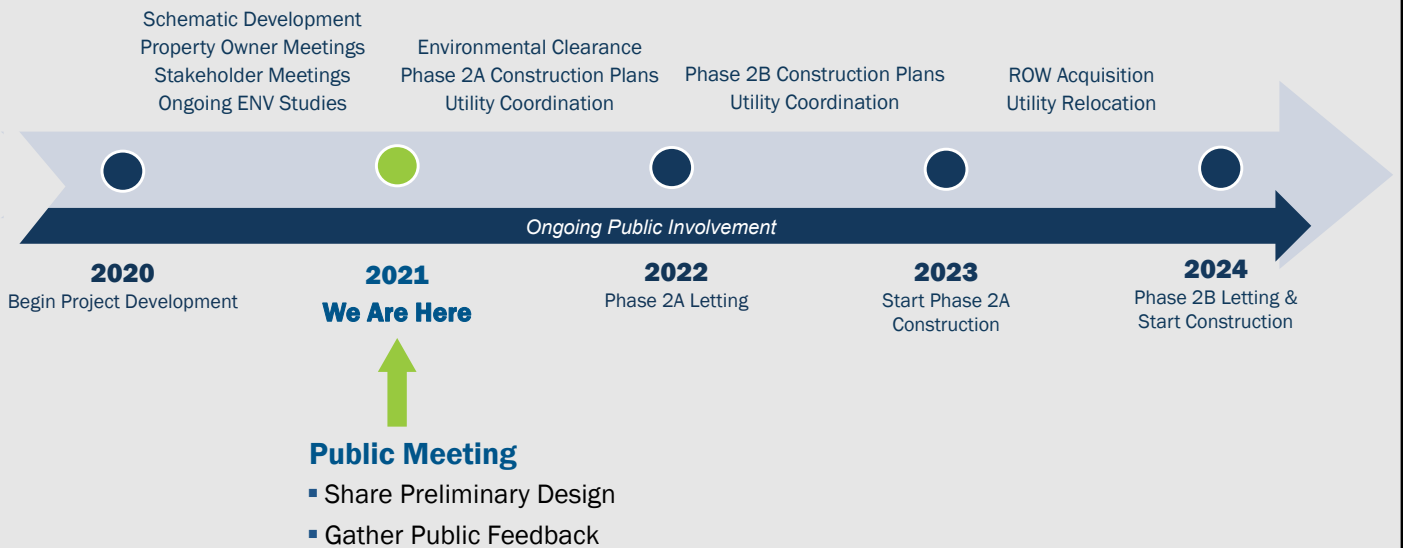 Schematic Development
Property Owner Meetings
Stakeholder Meetings
Ongoing ENV Studies
Environmental Clearance
Phase 2A Construction Plans
Utility Coordination
Phase 2B Construction Plans
Utility Coordination
ROW Acquisition
Utility Relocation
Ongoing Public Involvement
2020
Begin Project Development
2021
We Are Here
2022
Phase 2A Letting
2023
Start Phase 2A
Construction
2024
Phase 2B Letting &
Start Construction
Public Meeting
▪ Share Preliminary Design
▪ Gather Public Feedback